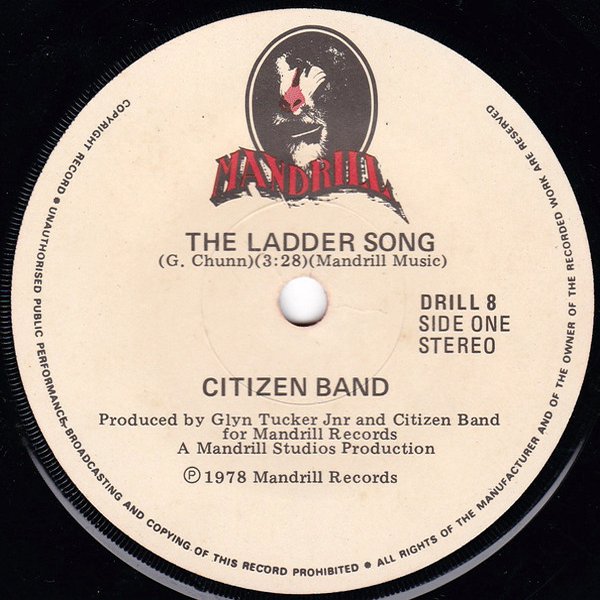 MANDRILL
THE LADDER SONG
(G. Chunn)(3:28)(Mandrill Music)
DRILL 8
SIDE ONE
STEREO
CITIZEN BAND
Produced by Glyn Tucker Jnr and Citizen Band
for Mandrill Records
A Mandrill Studios Production
℗ 1978 Mandrill Records
COPYRIGHT RECORD • UNAUTHORISED PUBLIC PERFORMANCE, BROADCASTING AND COPYING OF THIS RECORD PROHIBITED • ALL RIGHTS OF THE MANUFACTURER AND OF THE OWNER OF THE RECORDED WORK ARE RESERVED